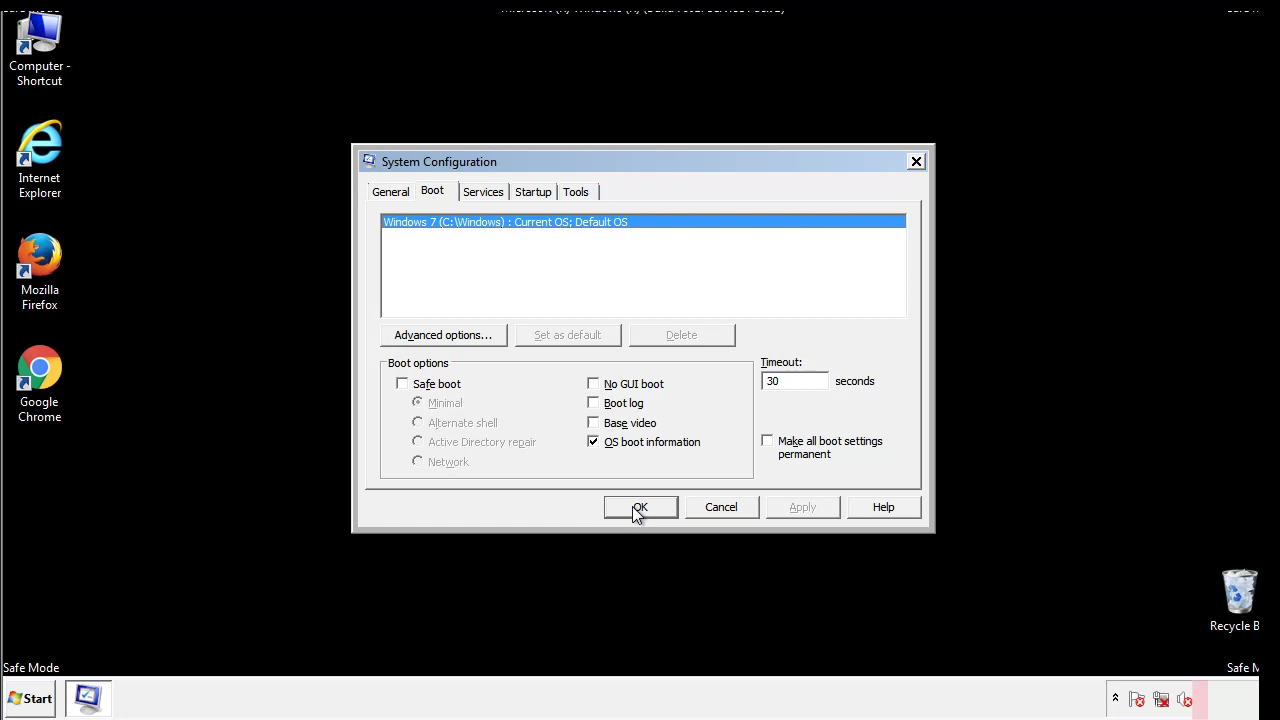 Computer -
Shortcut
Internet
Explorer
Mozilla
Firefox
Google
Chrome
System Configuration
General Boot Services Startup Tools
Windows 7 (C:\Windows) : Current OS; Default OS
Advanced options... Set as default Delete
Boot options
Safe boot
Minimal
Alternate shell
Active Directory repair
Network
No GUI boot
Boot log
Base video
OS boot information
Timeout:
30 seconds
Make all boot settings
permanent
OK Cancel Apply Help
Recycle B
Safe Mode
Safe M
Start